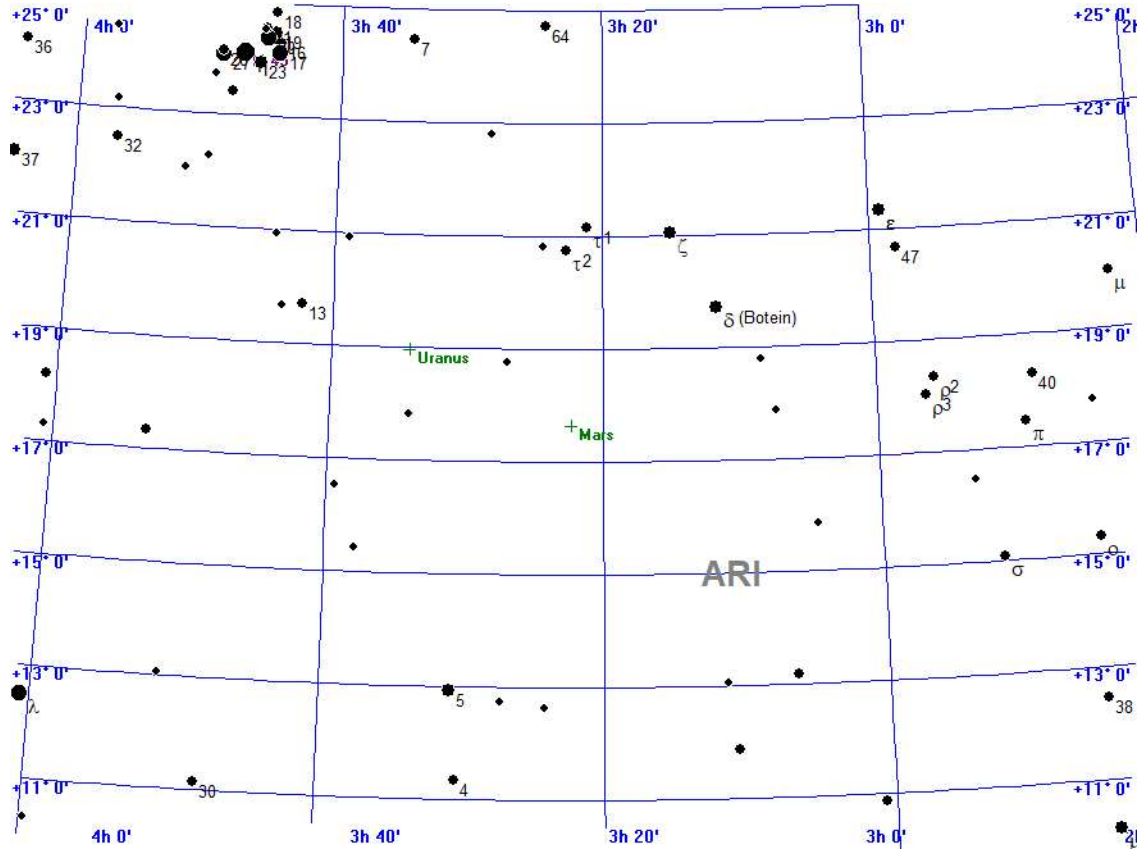 +25° 0'
4h 0'
18
3h 40'
3h 20'
3h 0'
+25° 0'
36
19
64
7
16
27
23
17
+23° 0'
+23° 0'
32
37
+21° 0'
ε
+21° 0'
τ1
ζ
47
τ2
μ
13
δ (Botein)
+19° 0'
+19° 0'
Uranus
ρ2
40
ρ3
Mars
π
+17° 0'
+17° 0'
ο
+15° 0'
ARI
σ
+15° 0'
+13° 0'
+13° 0'
5
λ
38
+11° 0'
30
4
+11° 0'
4h 0'
3h 40'
3h 20'
3h 0'